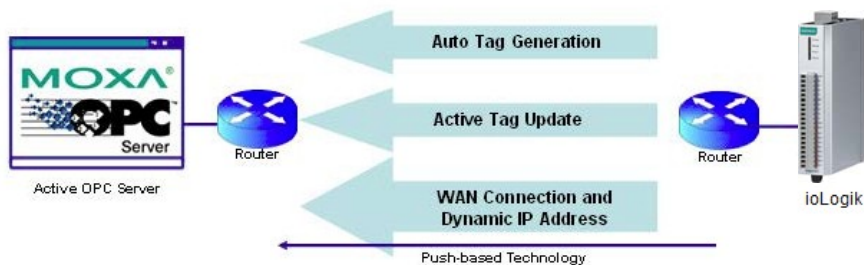 MOXA®
OPC™
Server
Active OPC Server
Router
Auto Tag Generation
Active Tag Update
WAN Connection and
Dynamic IP Address
Push-based Technology
Router
ioLogik